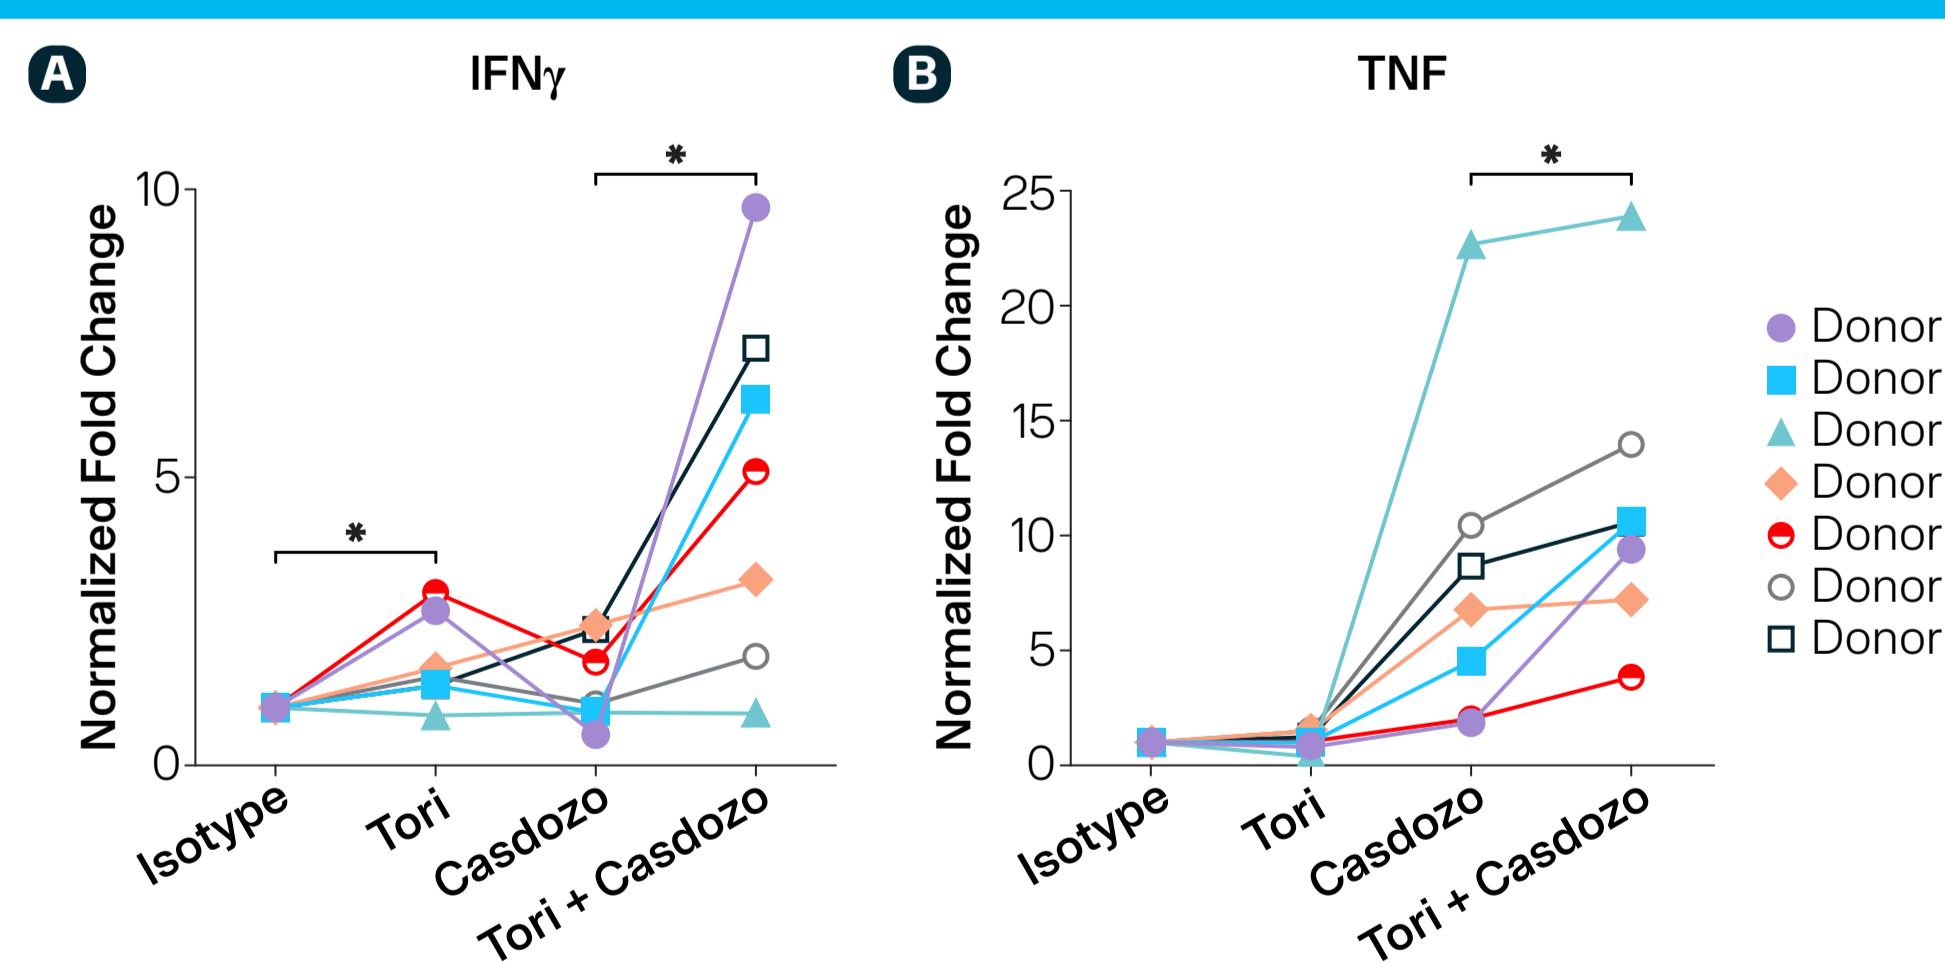 A
IFNγ
*
*
Normalized Fold Change
10
5
0
Isotype
Tori
Casdozo
Tori + Casdozo
B
TNF
*
Normalized Fold Change
25
20
15
10
5
0
Isotype
Tori
Casdozo
Tori + Casdozo
Donor
Donor
Donor
Donor
Donor
Donor
Donor